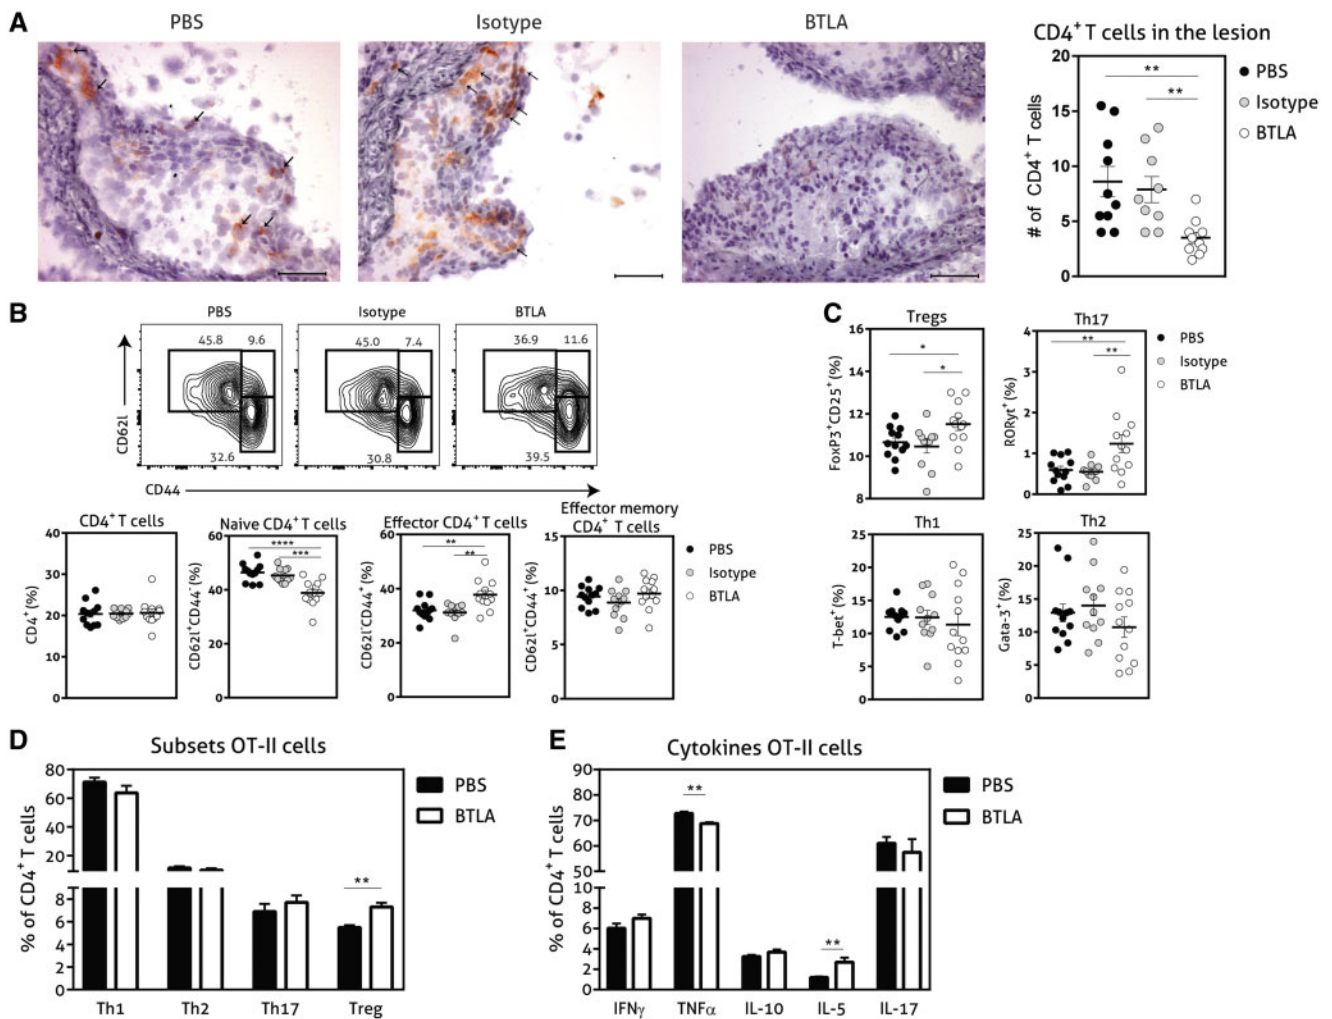 A
PBS
Isotype
BTLA
CD4⁺ T cells in the lesion
# of CD4⁺ T cells
20
15
10
5
0
**
**
PBS
Isotype
BTLA
B
PBS
Isotype
BTLA
45.8 9.6
45.0 7.4
36.9 11.6
32.6
30.8
39.5
CD62l
CD44
CD4⁺ T cells
CD4⁺ (%)
40
30
20
10
0
Naive CD4⁺ T cells
CD62l⁺CD44⁻ (%)
60
40
20
0
****
***
Effector CD4⁺ T cells
CD62l⁻CD44⁺ (%)
60
40
20
0
**
**
Effector memory
CD4⁺ T cells
CD62l⁺CD44⁺ (%)
15
10
5
0
PBS
Isotype
BTLA
C
Tregs
FoxP3⁺CD25⁺ (%)
16
14
12
10
8
*
*
Th17
RORyt⁺ (%)
4
3
2
1
0
**
**
PBS
Isotype
BTLA
Th1
T-bet⁺ (%)
25
20
15
10
5
0
Th2
Gata-3⁺ (%)
25
20
15
10
5
0
D
Subsets OT-II cells
% of CD4⁺ T cells
80
60
40
20
8
6
4
2
0
**
Th1 Th2 Th17 Treg
PBS
BTLA
E
Cytokines OT-II cells
% of CD4⁺ T cells
90
80
70
60
50
10
8
6
4
2
0
**
**
IFNγ TNFα IL-10 IL-5 IL-17
PBS
BTLA